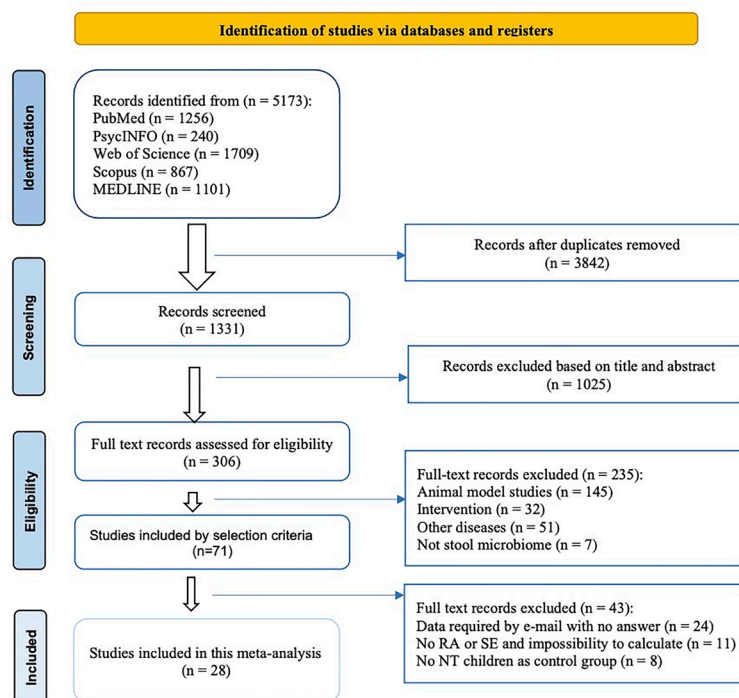 Identification of studies via databases and registers
Identification
Records identified from (n = 5173):
PubMed (n = 1256)
PsycINFO (n = 240)
Web of Science (n = 1709)
Scopus (n = 867)
MEDLINE (n = 1101)
Records after duplicates removed
(n = 3842)
Screening
Records screened
(n = 1331)
Records excluded based on title and abstract
(n = 1025)
Eligibility
Full text records assessed for eligibility
(n = 306)
Full-text records excluded (n = 235):
Animal model studies (n = 145)
Intervention (n = 32)
Other diseases (n = 51)
Not stool microbiome (n = 7)
Studies included by selection criteria
(n=71)
Full text records excluded (n = 43):
Data required by e-mail with no answer (n = 24)
No RA or SE and impossibility to calculate (n = 11)
No NT children as control group (n = 8)
Included
Studies included in this meta-analysis
(n = 28)